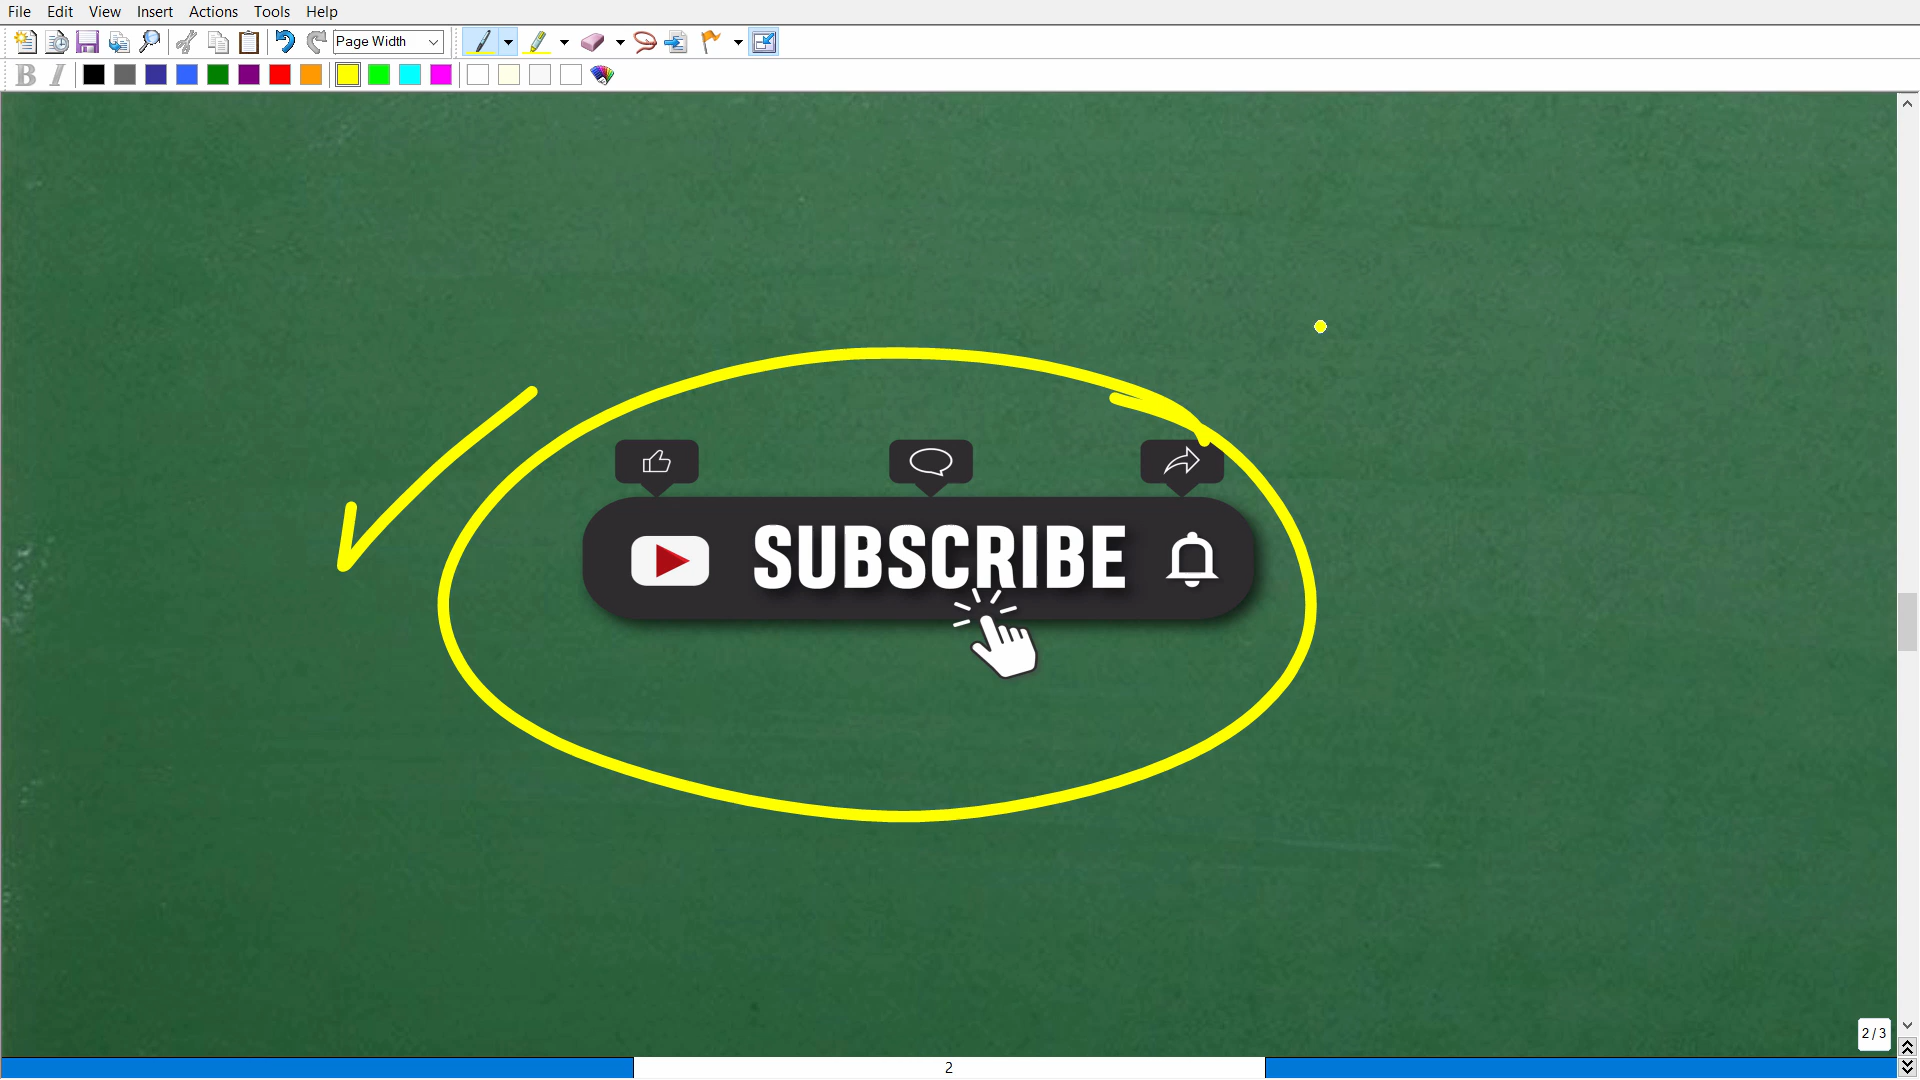 File Edit View Insert Actions Tools Help
Page Width
B I
SUBSCRIBE
2 / 3
2